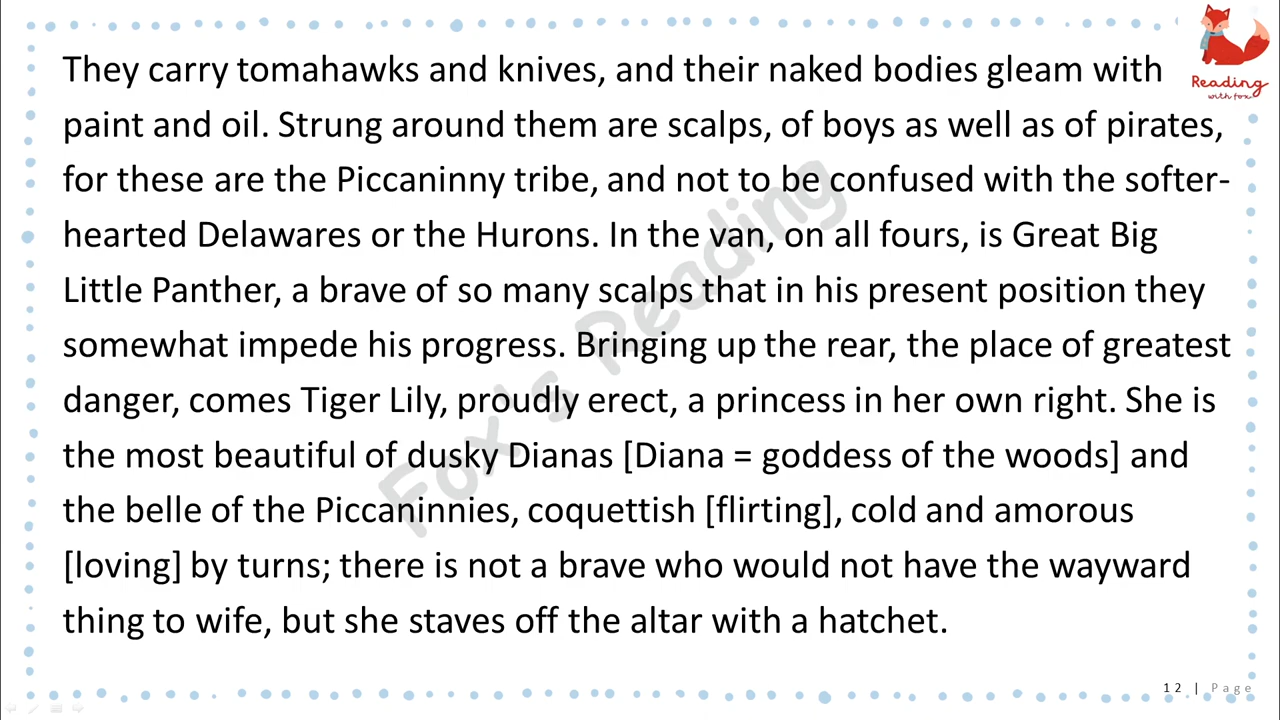 Reading
with fox
They carry tomahawks and knives, and their naked bodies gleam with
paint and oil. Strung around them are scalps, of boys as well as of pirates,
for these are the Piccaninny tribe, and not to be confused with the softer-
hearted Delawares or the Hurons. In the van, on all fours, is Great Big
Little Panther, a brave of so many scalps that in his present position they
somewhat impede his progress. Bringing up the rear, the place of greatest
danger, comes Tiger Lily, proudly erect, a princess in her own right. She is
the most beautiful of dusky Dianas [Diana = goddess of the woods] and
the belle of the Piccaninnies, coquettish [flirting], cold and amorous
[loving] by turns; there is not a brave who would not have the wayward
thing to wife, but she staves off the altar with a hatchet.
Fox's Reading
12 | Page